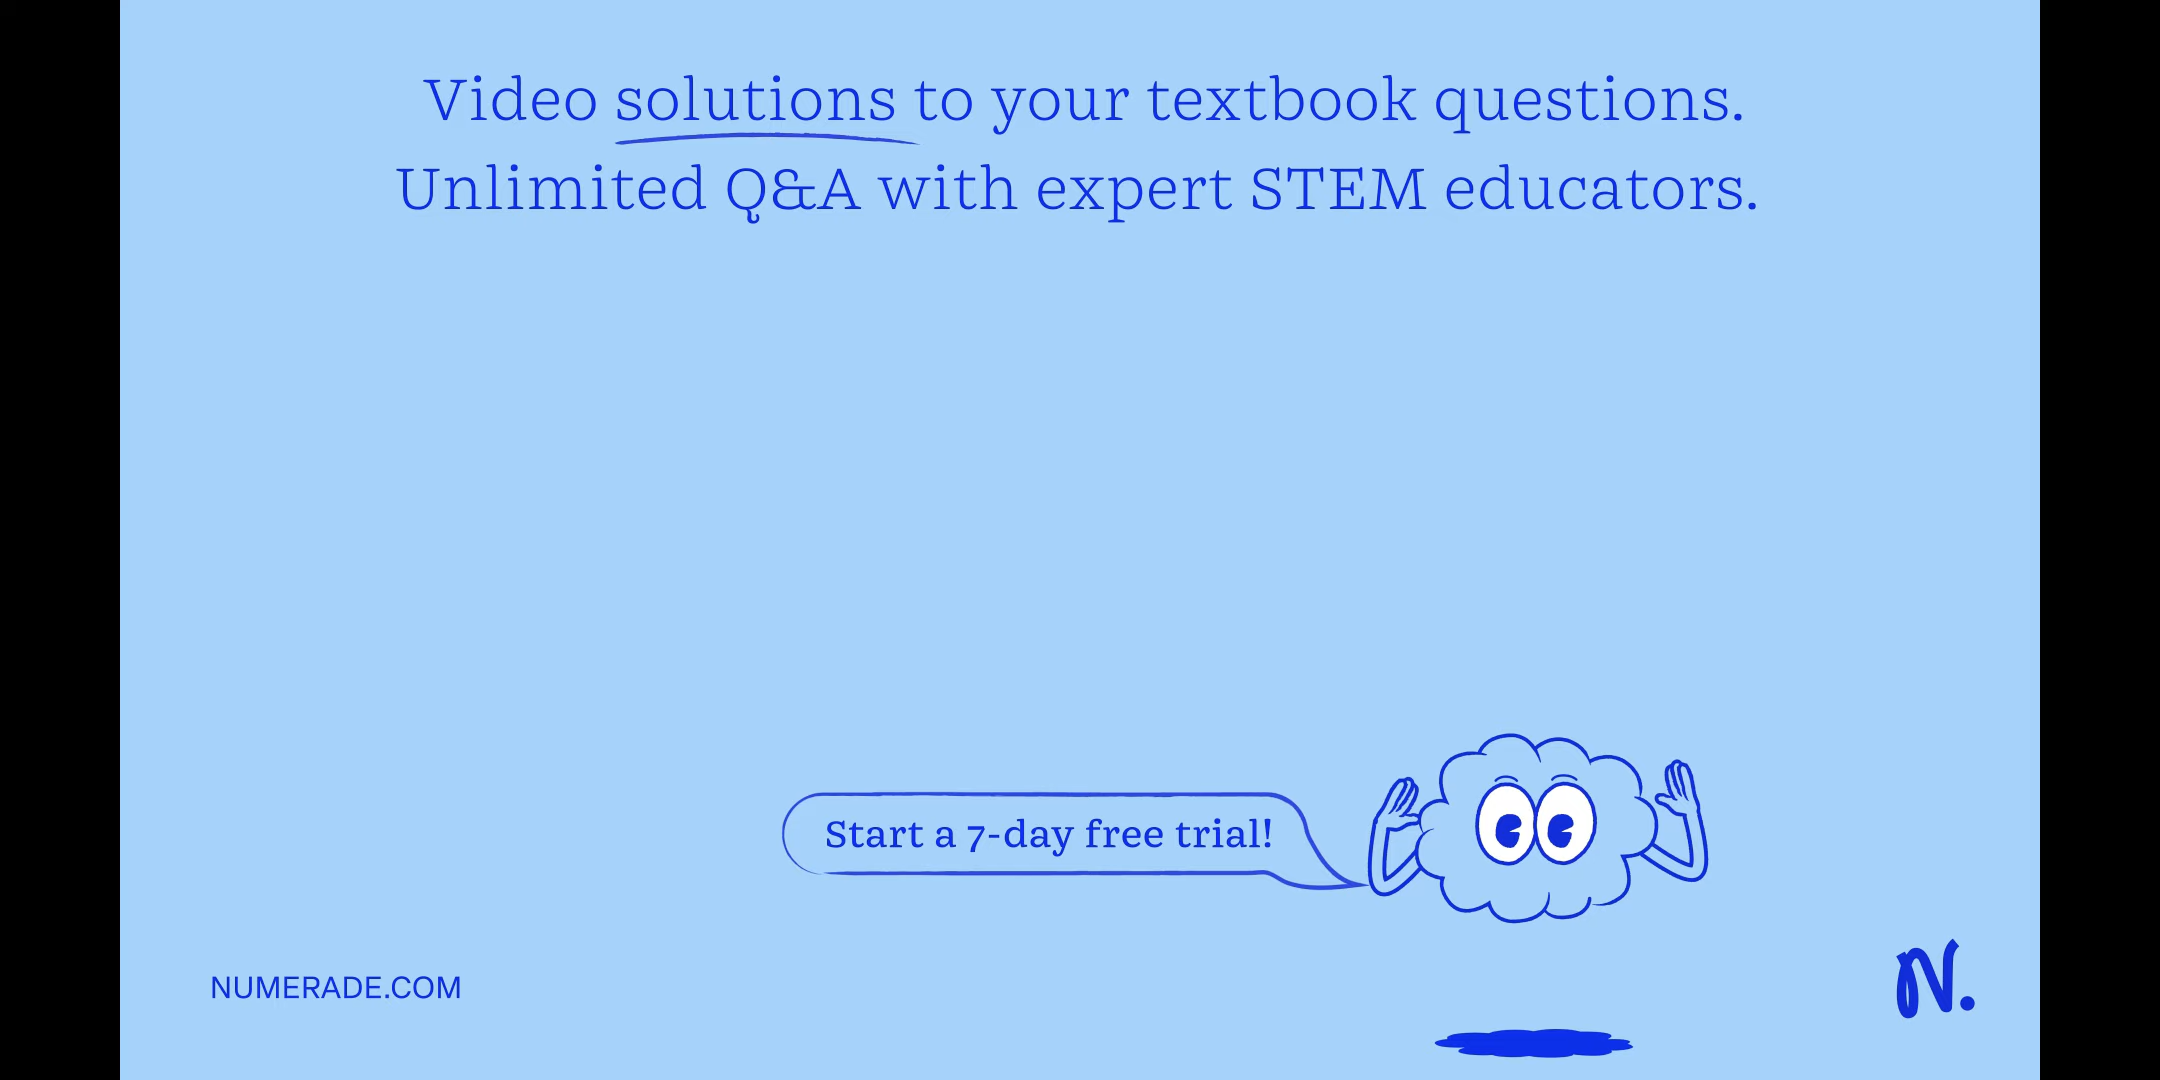 Video solutions to your textbook questions.
Unlimited Q&A with expert STEM educators.
Start a 7-day free trial!
NUMERADE.COM
N.